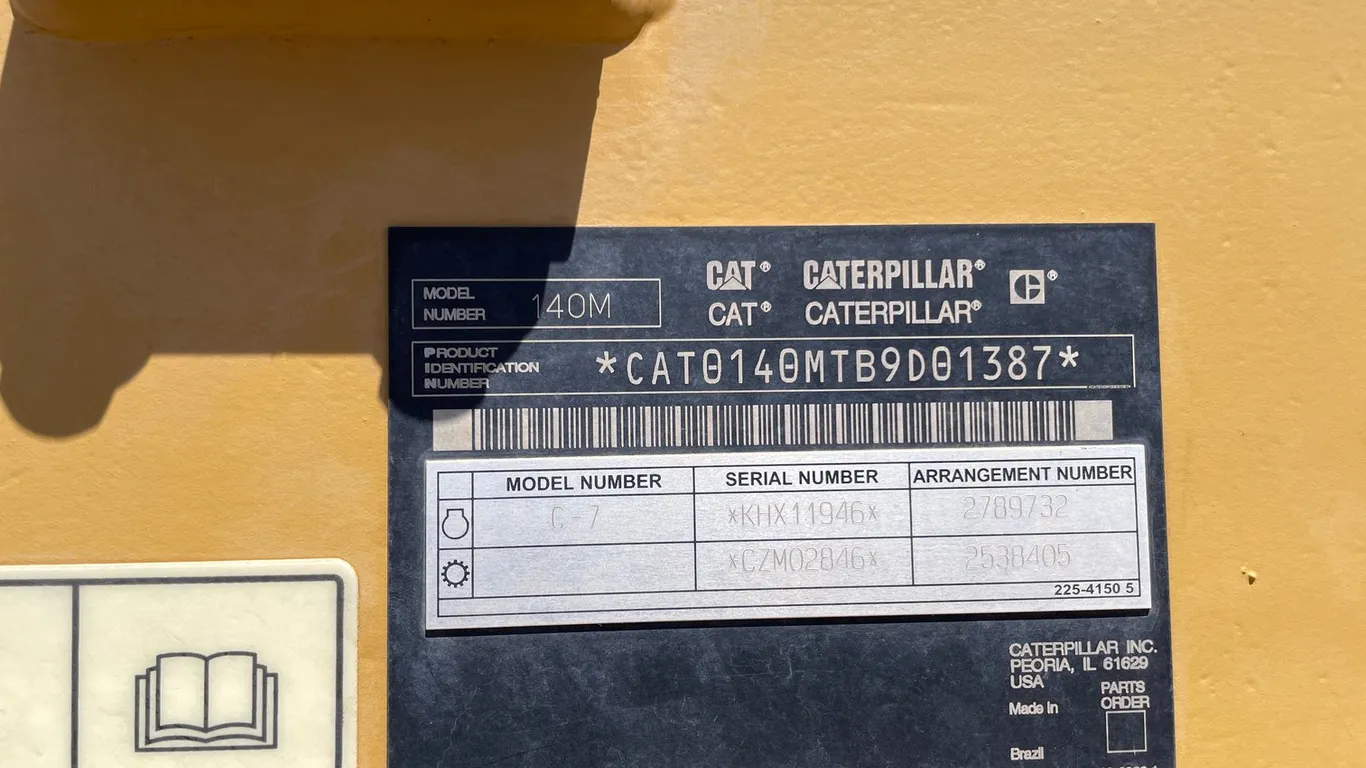 MODEL NUMBER 140M
CAT® CATERPILLAR®
CAT® CATERPILLAR®
PRODUCT IDENTIFICATION NUMBER *CAT0140MTB9D01387*
MODEL NUMBER SERIAL NUMBER ARRANGEMENT NUMBER
C-7 *KHX11946* 2789732
*CZM02846* 2538405
225-4150 5
CATERPILLAR INC.
PEORIA, IL 61629
USA
PARTS
ORDER
Made in
Brazil